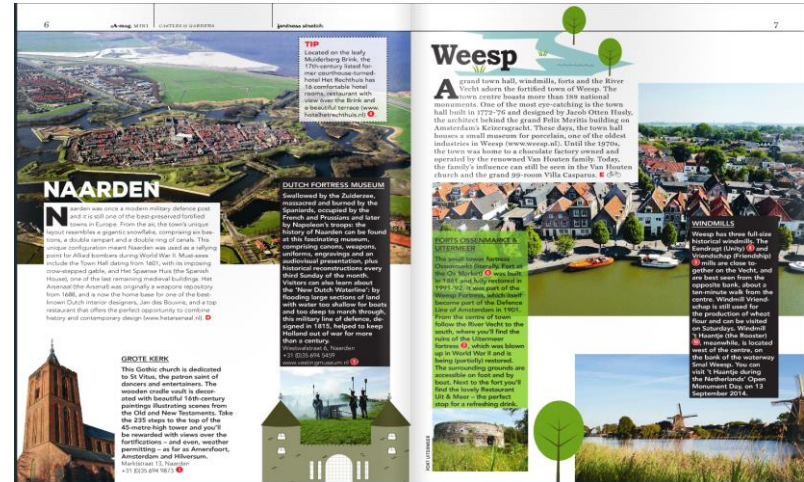 6
A-mag MINI
CASTLES & GARDENS
fortress stretch
7
TIP
Located on the leafy
Muiderberg Brink, the
17th-century listed for-
mer courthouse-turned-
hotel Het Rechthuis has
16 comfortable hotel
rooms, restaurant with
view over the Brink and
a beautiful terrace (www.
hotelhetrechthuis.nl)
NAARDEN
Naarden was once a modern military defence post
and it is still one of the best-preserved fortified
towns in Europe. From the air, the town's unique
layout resembles a gigantic snowflake, comprising six bas-
tions, a double rampart and a double ring of canals. This
unique configuration meant Naarden was used as a rallying
point for Allied bombers during World War II. Must-sees
include the Town Hall dating from 1601, with its imposing
crow-stepped gable, and Het Spaanse Huis (the Spanish
House), one of the last remaining medieval buildings. Het
Arsenaal (the Arsenal) was originally a weapons repository
from 1688, and is now the home base for one of the best-
known Dutch interior designers, Jan des Bouvrie, and a top
restaurant that offers the perfect opportunity to combine
history and contemporary design (www.hetarsenaal.nl).
DUTCH FORTRESS MUSEUM
Swallowed by the Zuiderzee,
massacred and burned by the
Spaniards, occupied by the
French and Prussians and later
by Napoleon's troops: the
history of Naarden can be found
at this fascinating museum,
comprising canons, weapons,
uniforms, engravings and an
audiovisual presentation, plus
historical reconstructions every
third Sunday of the month.
Visitors can also learn about
the 'New Dutch Waterline': by
flooding large sections of land
with water too shallow for boats
and too deep to march through,
this military line of defence, de-
signed in 1815, helped to keep
Holland out of war for more
than a century.
Westwalstraat 6, Naarden
+31 (0)35 694 5459
www.vestingmuseum.nl
GROTE KERK
This Gothic church is dedicated
to St Vitus, the patron saint of
dancers and entertainers. The
wooden cradle vault is decor-
ated with beautiful 16th-century
paintings illustrating scenes from
the Old and New Testaments. Take
the 235 steps to the top of the
45-metre-high tower and you'll
be rewarded with views over the
fortifications – and even, weather
permitting – as far as Amersfoort,
Amsterdam and Hilversum.
Marktstraat 13, Naarden
+31 (0)35 694 9873
Weesp
A grand town hall, windmills, forts and the River
Vecht adorn the fortified town of Weesp. The
town centre boasts more than 188 national
monuments. One of the most eye-catching is the town
hall built in 1772-'76 and designed by Jacob Otten Husly,
the architect behind the grand Felix Meritis building on
Amsterdam's Keizersgracht. These days, the town hall
houses a small museum for porcelain, one of the oldest
industries in Weesp (www.weesp.nl). Until the 1970s,
the town was home to a chocolate factory owned and
operated by the renowned Van Houten family. Today,
the family's influence can still be seen in the Van Houten
church and the grand 99-room Villa Casparus.
FORTS OSSENMARKT &
UITERMEER
The small tower fortress
Ossenmarkt (literally, Fort at
the Ox Market) was built
in 1861 and fully restored in
1991-'92. It was part of the
Weesp Fortress, which itself
become part of the Defence
Line of Amsterdam in 1901.
From the centre of town
follow the River Vecht to the
south, where you'll find the
ruins of the Uitermeer
fortress, which was blown
up in World War II and is
being (partially) restored.
The surrounding grounds are
accessible on foot and by
boat. Next to the fort you'll
find the lovely Restaurant
Uit & Meer – the perfect
stop for a refreshing drink.
FORT UITERMEER
WINDMILLS
Weesp has three full-size
historical windmills. The
Eendragt (Unity) and
Vriendschap (Friendship)
mills are close to-
gether on the Vecht, and
are best seen from the
opposite bank, about a
ten-minute walk from the
centre. Windmill Vriend-
schap is still used for
the production of wheat
flour and can be visited
on Saturdays. Windmill
't Haantje (the Rooster)
, meanwhile, is located
west of the centre, on
the bank of the waterway
Smal Weesp. You can
visit 't Haantje during
the Netherlands' Open
Monument Day, on 13
September 2014.